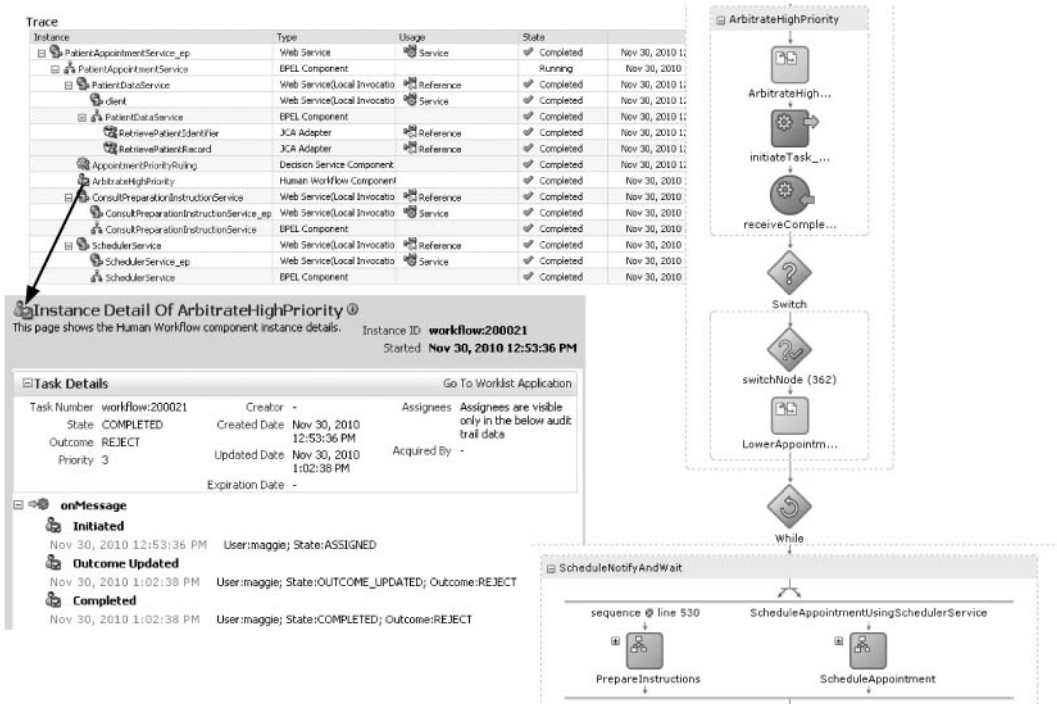 Trace
Instance Type Usage State
PatientAppointmentService_ep Web Service Service Completed Nov 30, 2010 12
PatientAppointmentService BPEL Component Running Nov 30, 2010
PatientDataService Web Service(Local Invocatio Reference Completed Nov 30, 2010 12
client Web Service(Local Invocatio Service Completed Nov 30, 2010 12
PatientDataService BPEL Component Completed Nov 30, 2010 12
RetrievePatientIdentifier JCA Adapter Reference Completed Nov 30, 2010 12
RetrievePatientRecord JCA Adapter Reference Completed Nov 30, 2010 12
AppointmentPriorityRuling Decision Service Component Completed Nov 30, 2010 12
ArbitrateHighPriority Human Workflow Component Completed Nov 30, 2010
ConsultPreparationInstructionService Web Service(Local Invocatio Reference Completed Nov 30, 2010
ConsultPreparationInstructionService_ep Web Service(Local Invocatio Service Completed Nov 30, 2010
ConsultPreparationInstructionService BPEL Component Completed Nov 30, 2010
SchedulerService Web Service(Local Invocatio Reference Completed Nov 30, 2010
SchedulerService_ep Web Service(Local Invocatio Service Completed Nov 30, 2010
SchedulerService BPEL Component Completed Nov 30, 2010
Instance Detail Of ArbitrateHighPriority
This page shows the Human Workflow component instance details.
Instance ID workflow:200021
Started Nov 30, 2010 12:53:36 PM
Task Details Go To Worklist Application
Task Number workflow:200021
State COMPLETED
Outcome REJECT
Priority 3
Creator -
Created Date Nov 30, 2010
12:53:36 PM
Updated Date Nov 30, 2010
1:02:38 PM
Expiration Date -
Assignees Assignees are visible
only in the below audit
trail data
Acquired By -
onMessage
Initiated
Nov 30, 2010 12:53:36 PM User:maggie; State:ASSIGNED
Outcome Updated
Nov 30, 2010 1:02:38 PM User:maggie; State:OUTCOME_UPDATED; Outcome:REJECT
Completed
Nov 30, 2010 1:02:38 PM User:maggie; State:COMPLETED; Outcome:REJECT
ArbitrateHighPriority
ArbitrateHigh...
initiateTask_...
receiveComple...
Switch
switchNode (362)
LowerAppointm...
While
ScheduleNotifyAndWait
sequence @ line 530 ScheduleAppointmentUsingSchedulerService
PrepareInstructions ScheduleAppointment